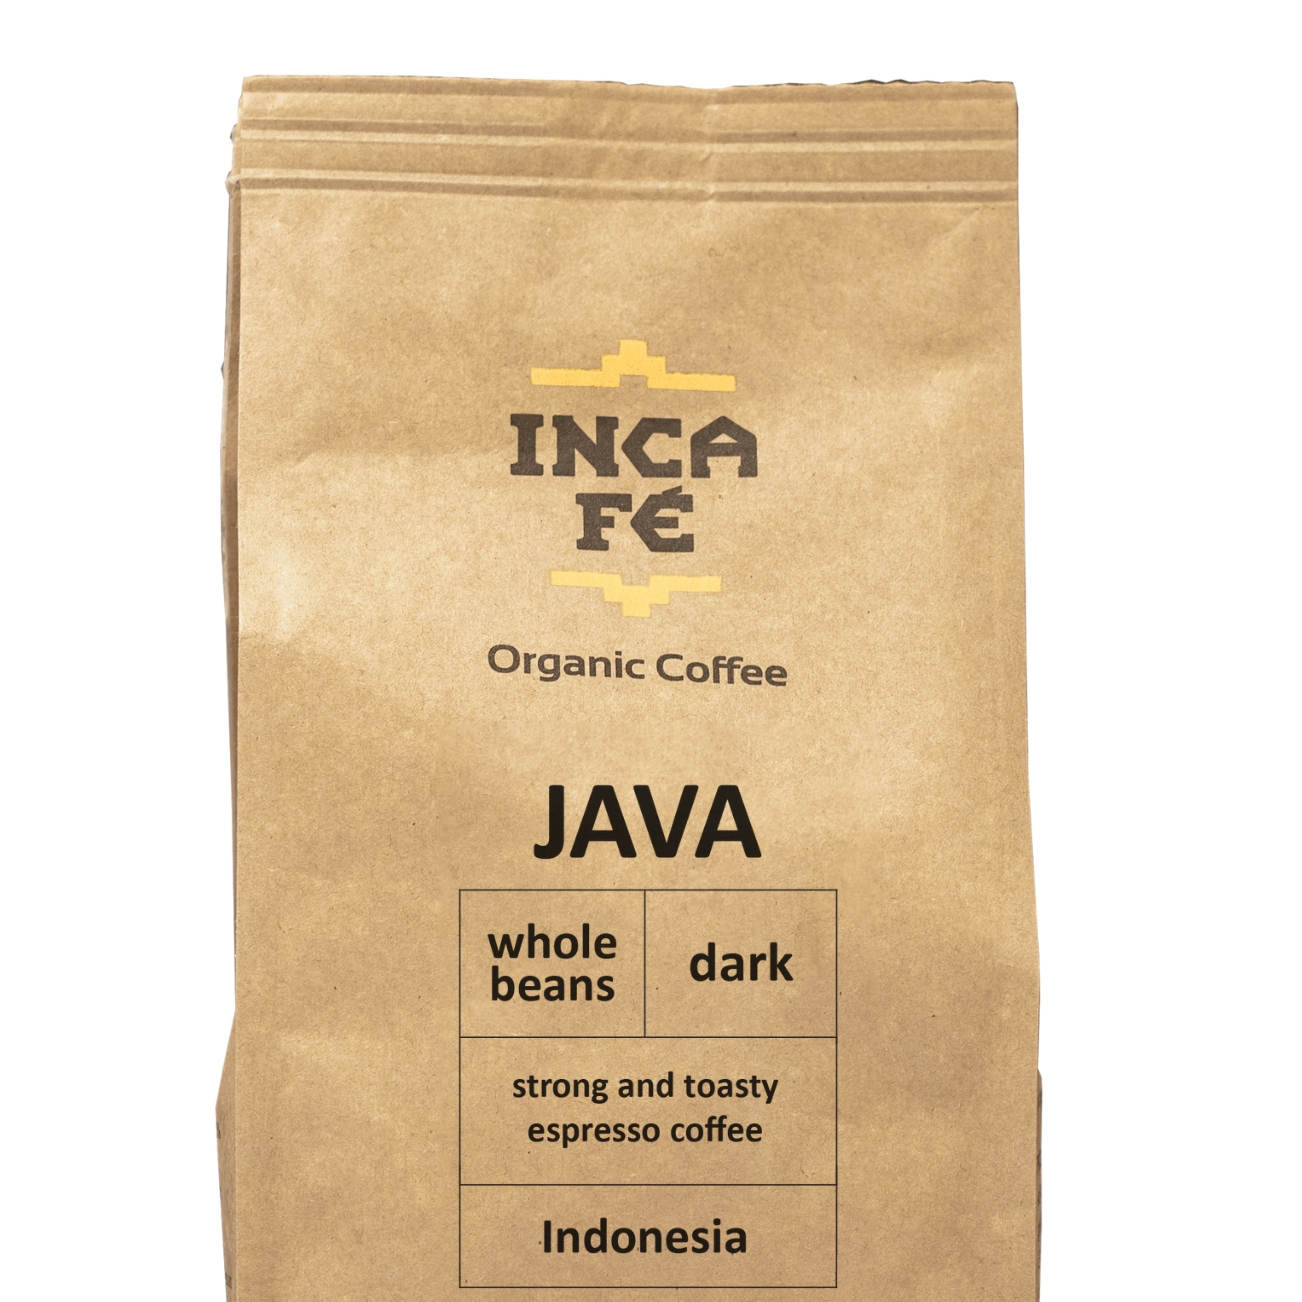 INCA
FÉ
Organic Coffee
JAVA
whole
beans
dark
strong and toasty
espresso coffee
Indonesia